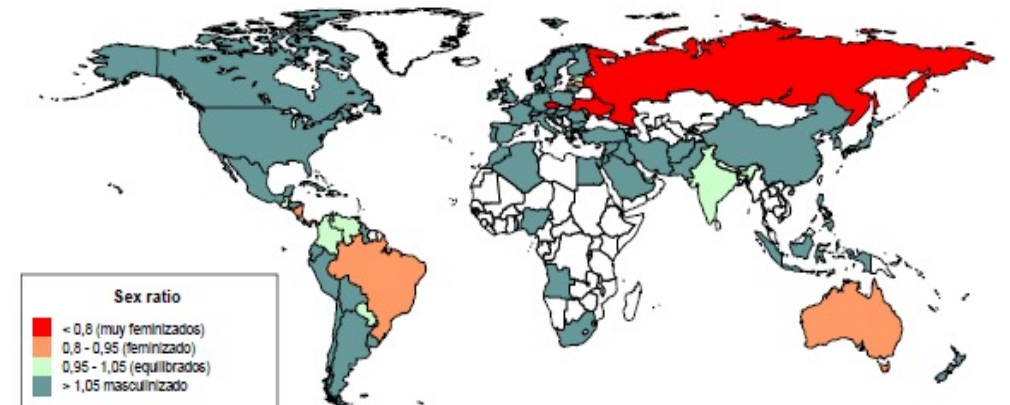 Sex ratio
< 0,8 (muy feminizados)
0,8 - 0,95 (feminizado)
0,95 - 1,05 (equilibrados)
> 1,05 masculinizado